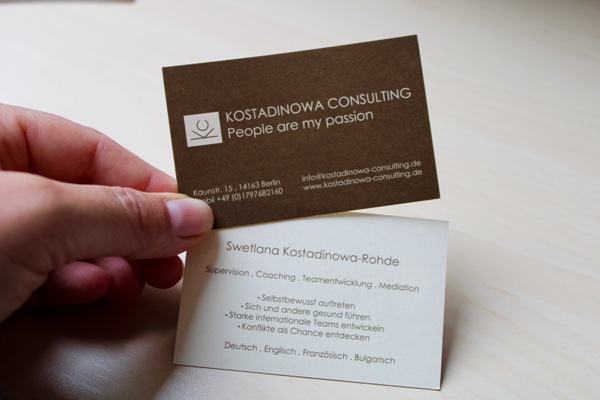 KOSTADINOWA CONSULTING
People are my passion
Kaunstr. 15 , 14163 Berlin
+49 (0)1797682160
info@kostadinowa-consulting.de
www.kostadinowa-consulting.de
Swetlana Kostadinowa-Rohde
Supervision . Coaching . Teamentwicklung . Mediation
• Selbstbewusst auftreten
• Sich und andere gesund führen
• Starke internationale Teams entwickeln
• Konflikte als Chance entdecken
Deutsch . Englisch . Französisch . Bulgarisch